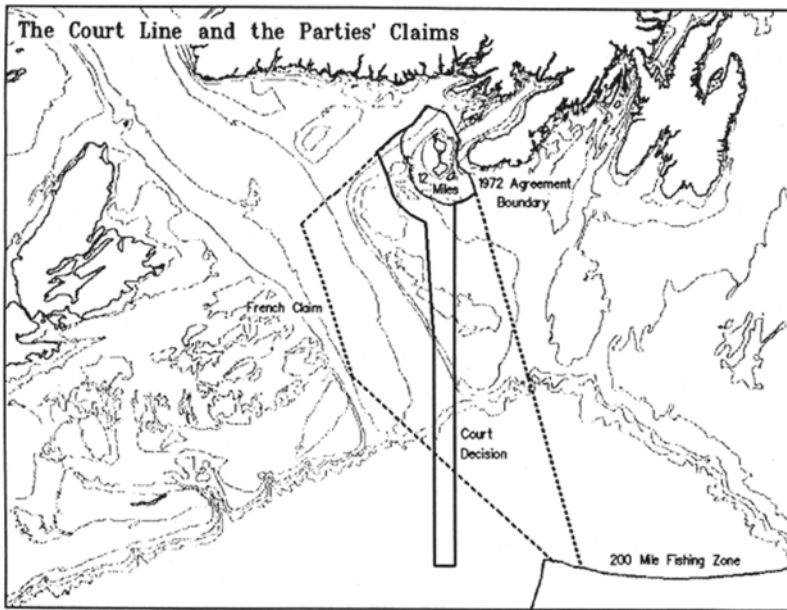 The Court Line and the Parties' Claims
12
Miles
1972 Agreement
Boundary
French Claim
Court
Decision
200 Mile Fishing Zone